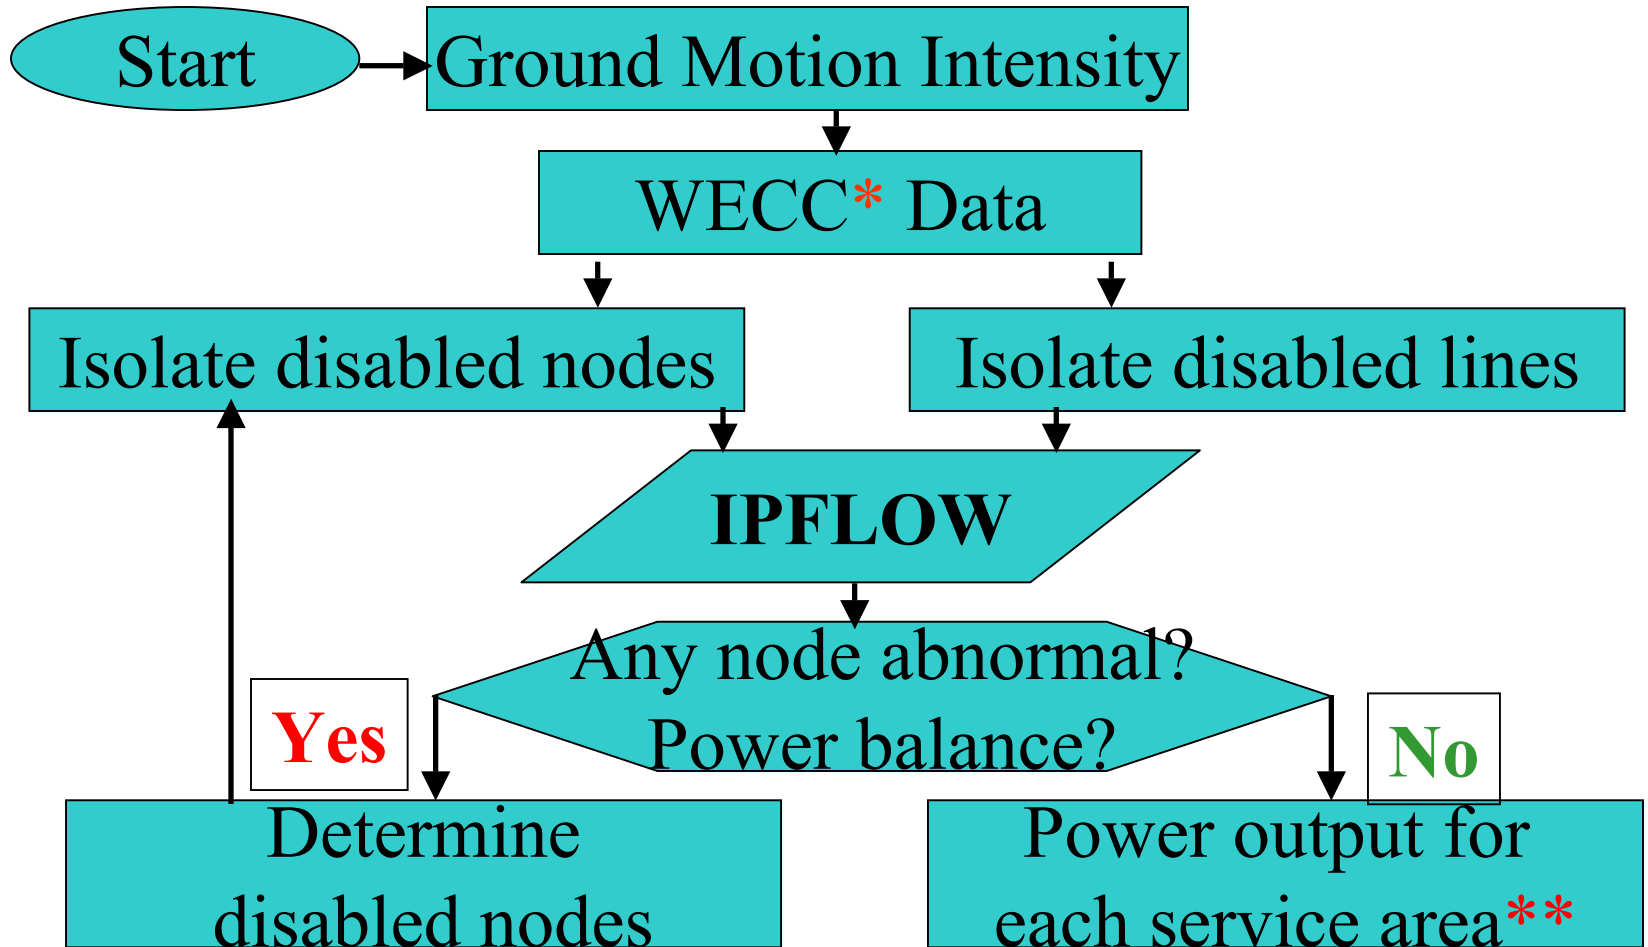 Start
Ground Motion Intensity
WECC* Data
Isolate disabled nodes
Isolate disabled lines
IPFLOW
Any node abnormal?
Power balance?
Yes
No
Determine
disabled nodes
Power output for
each service area**